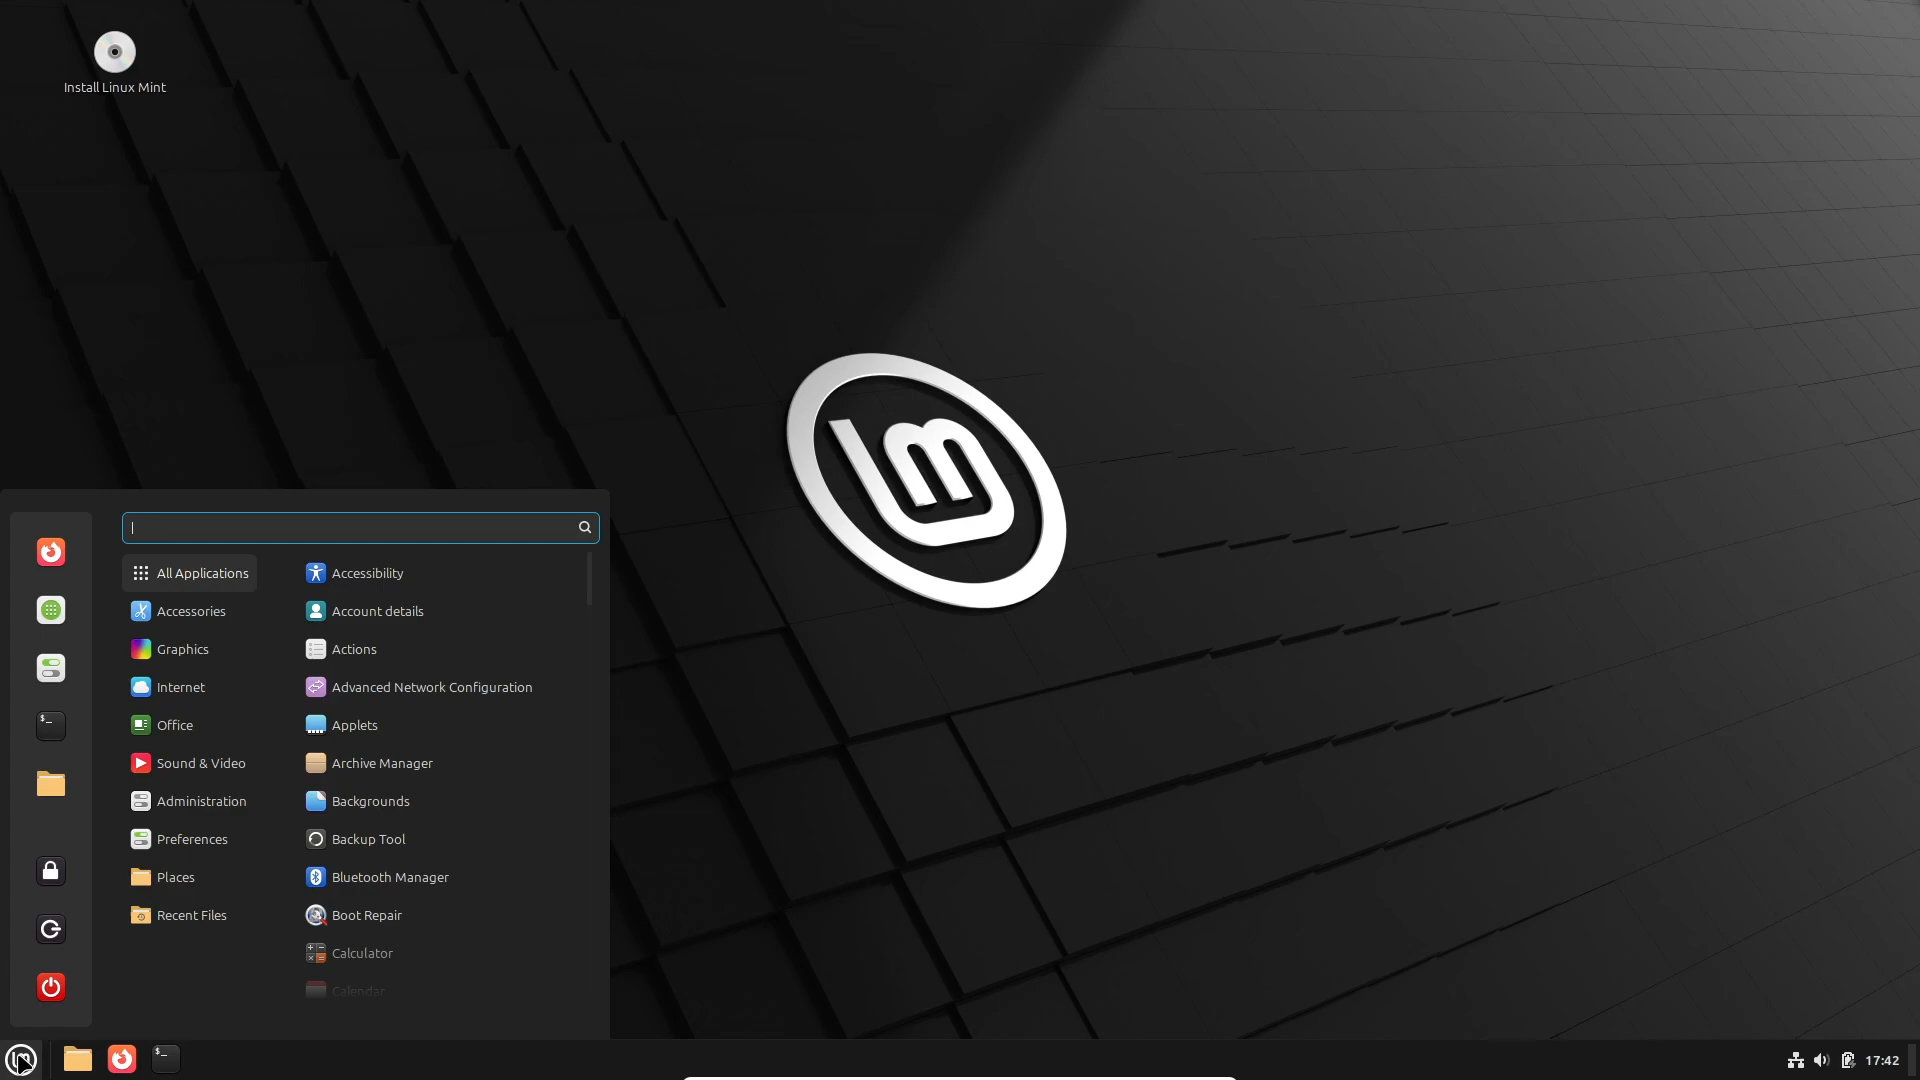 Install Linux Mint
All Applications
Accessories
Graphics
Internet
Office
Sound & Video
Administration
Preferences
Places
Recent Files
Accessibility
Account details
Actions
Advanced Network Configuration
Applets
Archive Manager
Backgrounds
Backup Tool
Bluetooth Manager
Boot Repair
Calculator
Calendar
17:42